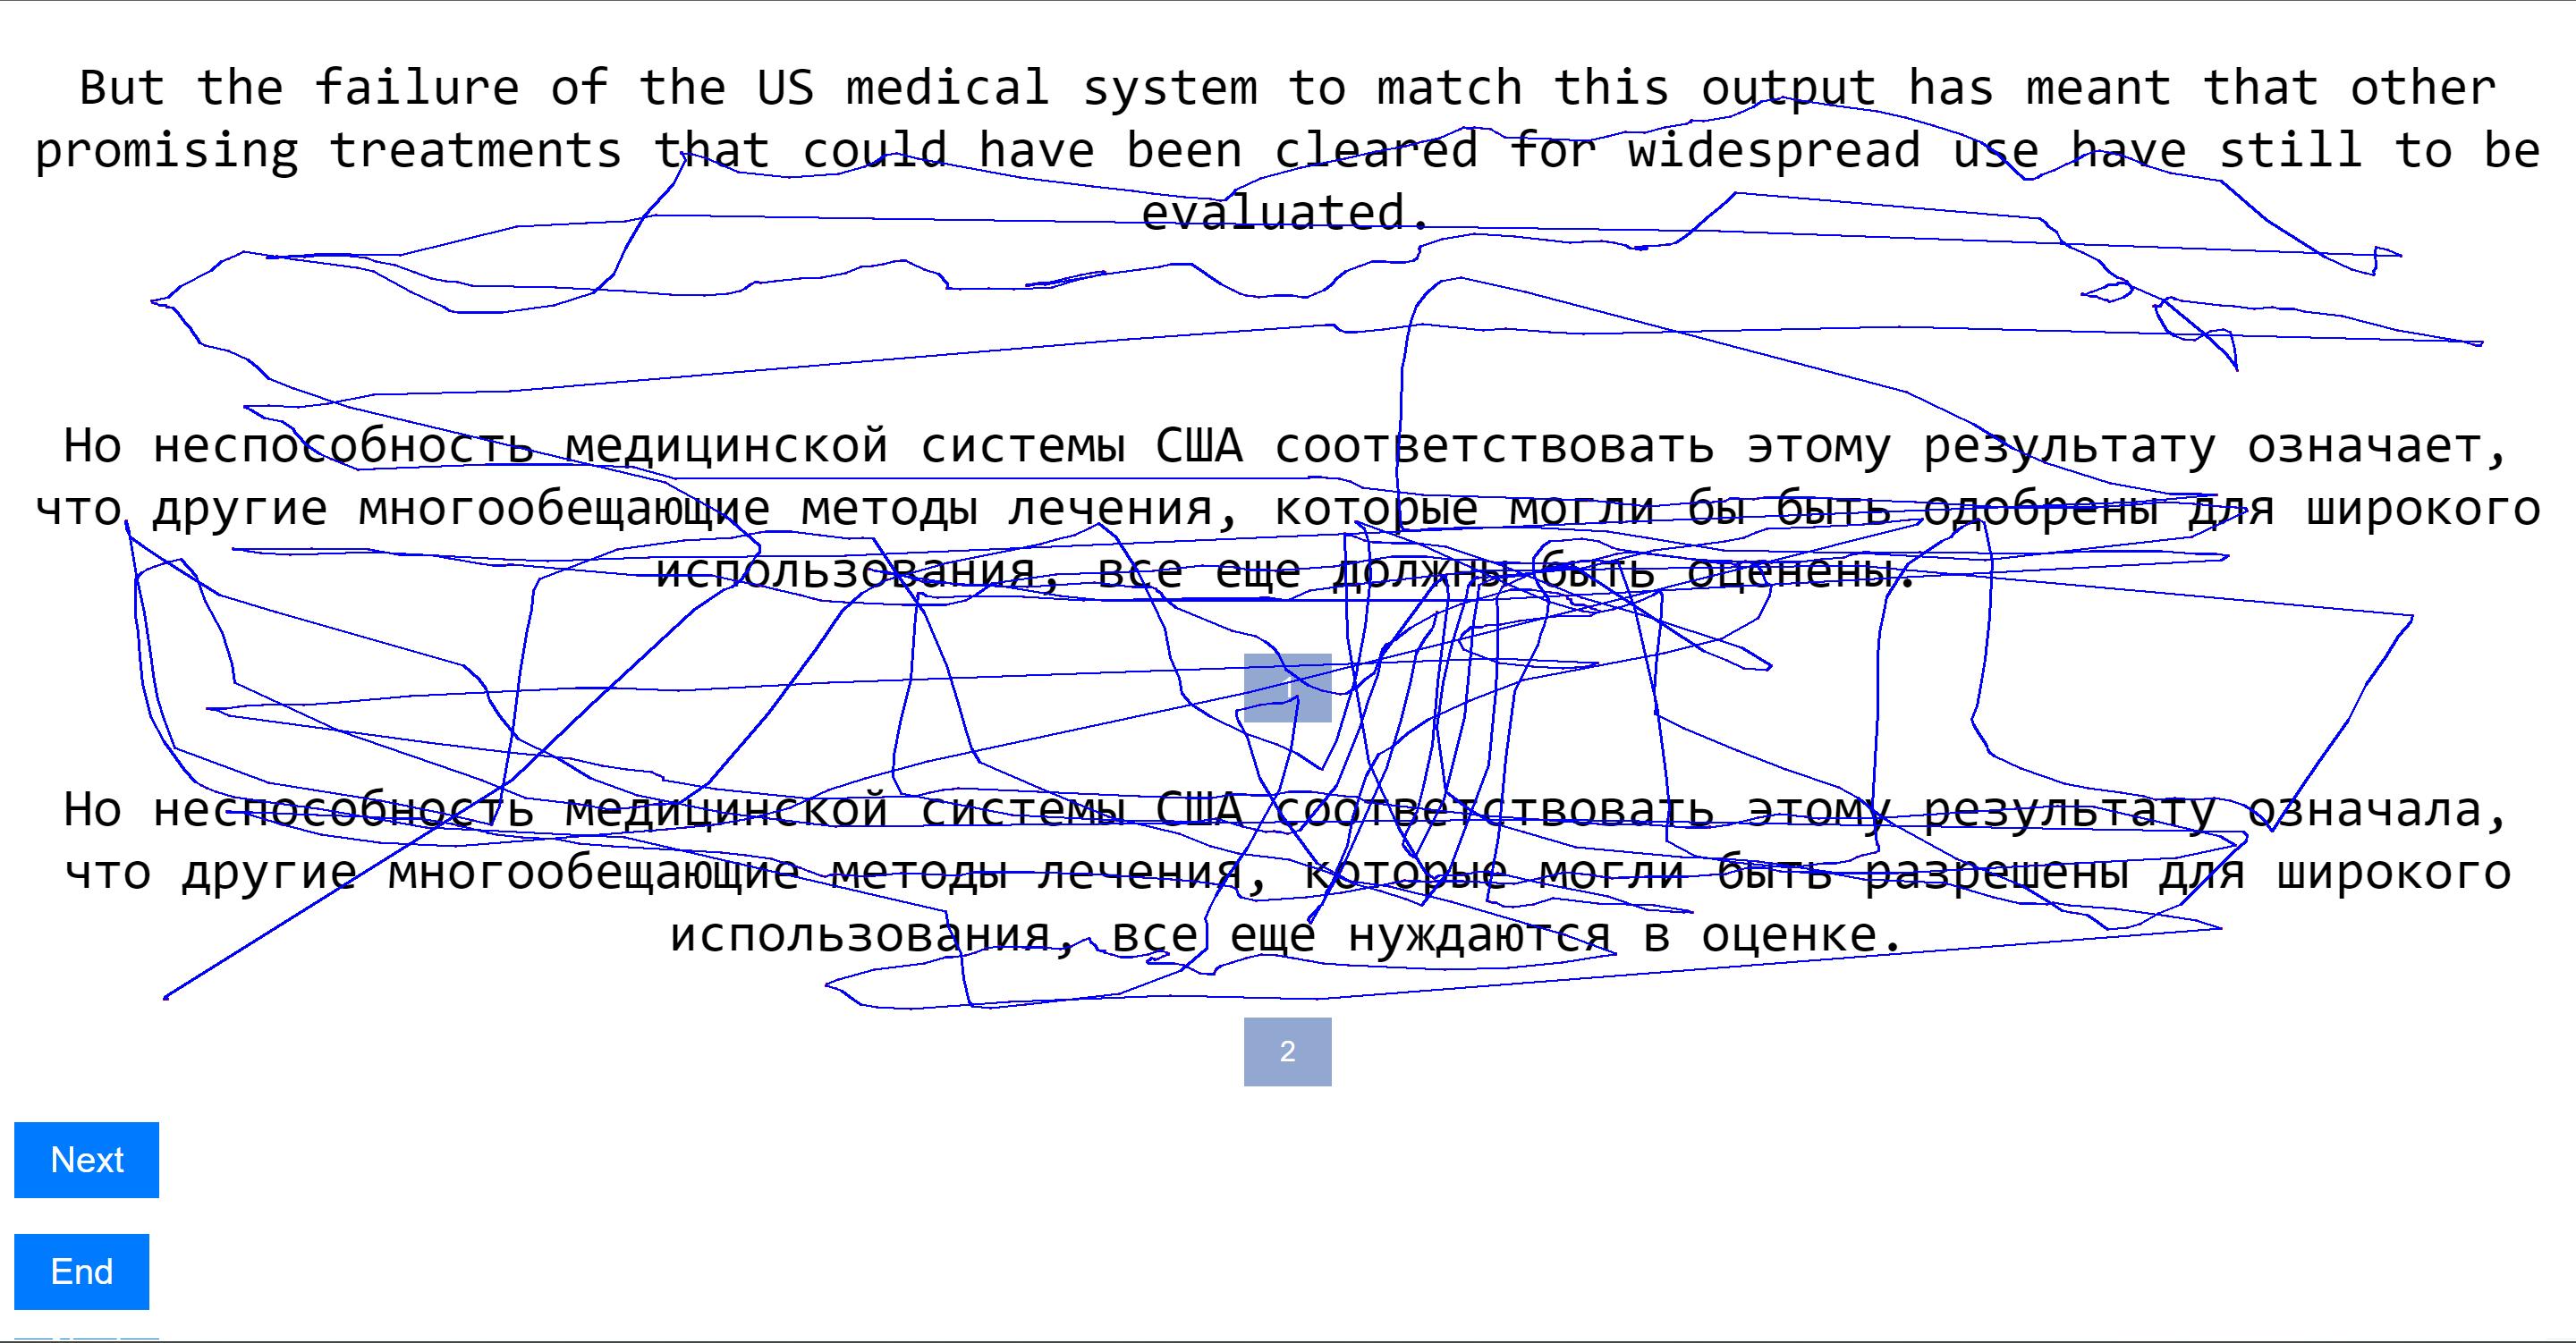 But the failure of the US medical system to match this output has meant that other
promising treatments that could have been cleared for widespread use have still to be
evaluated.
Но неспособность медицинской системы США соответствовать этому результату означает,
что другие многообещающие методы лечения, которые могли бы быть одобрены для широкого
использования, все еще должны быть оценены.
1
Но неспособность медицинской системы США соответствовать этому результату означала,
что другие многообещающие методы лечения, которые могли быть разрешены для широкого
использования, все еще нуждаются в оценке.
2
Next
End